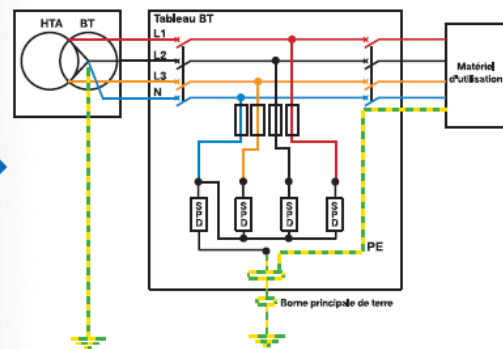 HTA BT
Tableau BT
L1
L2
L3
N
Matériel
d'utilisation
SPD
SPD
SPD
SPD
PE
Borne principale de terre